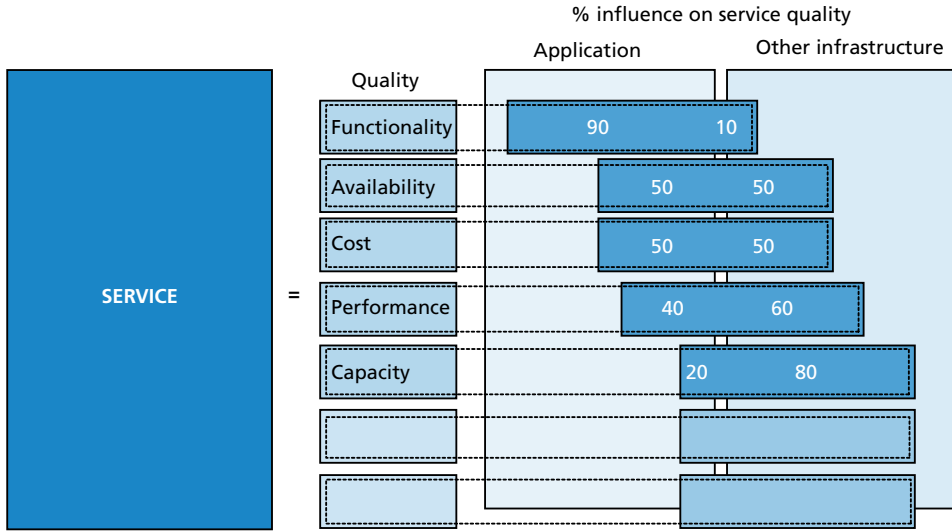 % influence on service quality
Application
Other infrastructure
Quality
Functionality
90
10
Availability
50
50
Cost
50
50
SERVICE
=
Performance
40
60
Capacity
20
80